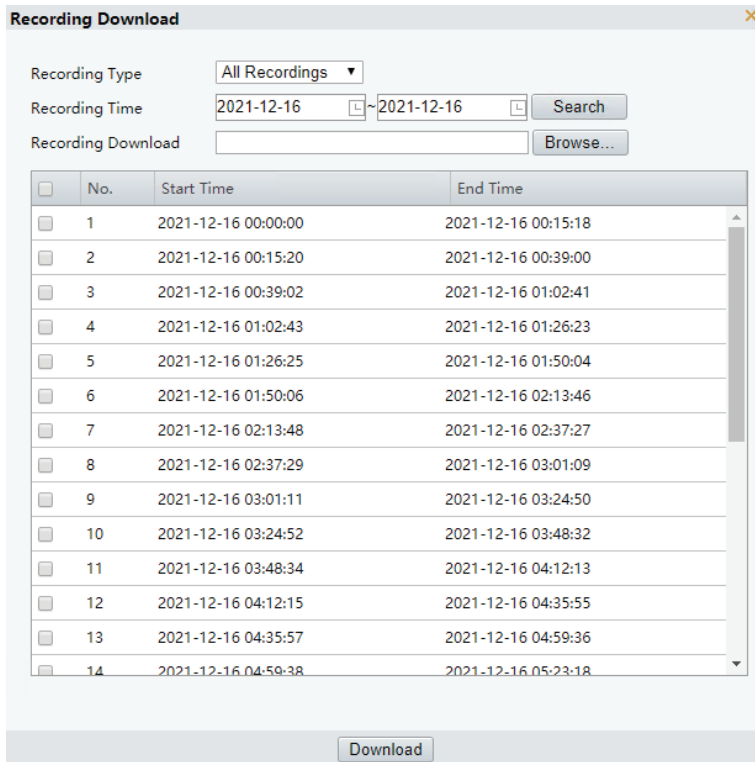 Recording Download
Recording Type All Recordings
Recording Time 2021-12-16 ~ 2021-12-16 Search
Recording Download Browse...
No. Start Time End Time
1 2021-12-16 00:00:00 2021-12-16 00:15:18
2 2021-12-16 00:15:20 2021-12-16 00:39:00
3 2021-12-16 00:39:02 2021-12-16 01:02:41
4 2021-12-16 01:02:43 2021-12-16 01:26:23
5 2021-12-16 01:26:25 2021-12-16 01:50:04
6 2021-12-16 01:50:06 2021-12-16 02:13:46
7 2021-12-16 02:13:48 2021-12-16 02:37:27
8 2021-12-16 02:37:29 2021-12-16 03:01:09
9 2021-12-16 03:01:11 2021-12-16 03:24:50
10 2021-12-16 03:24:52 2021-12-16 03:48:32
11 2021-12-16 03:48:34 2021-12-16 04:12:13
12 2021-12-16 04:12:15 2021-12-16 04:35:55
13 2021-12-16 04:35:57 2021-12-16 04:59:36
14 2021-12-16 04:59:38 2021-12-16 05:23:18
Download